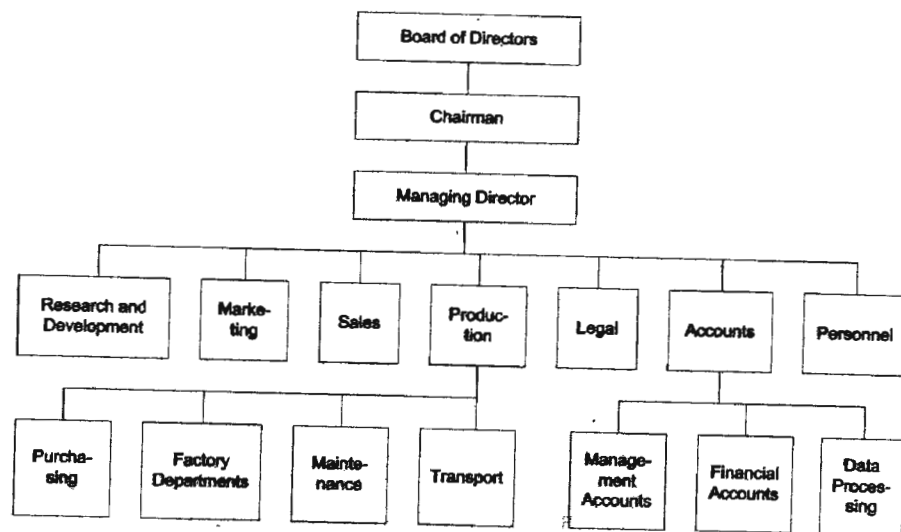 Board of Directors
Chairman
Managing Director
Research and
Development
Marke-
ting
Sales
Produc-
tion
Legal
Accounts
Personnel
Purcha-
sing
Factory
Departments
Mainte-
nance
Transport
Manage-
ment
Accounts
Financial
Accounts
Data
Proces-
sing